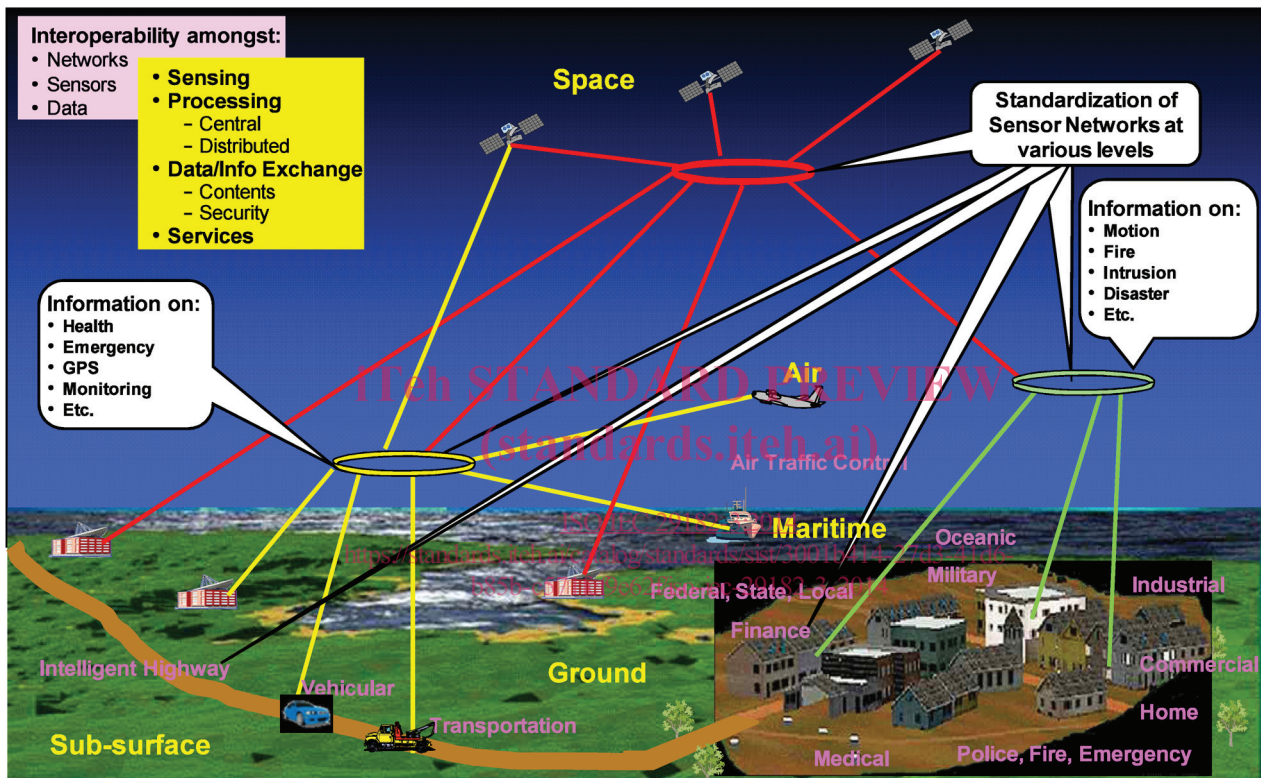 Interoperability amongst:
• Networks
• Sensors
• Data
• Sensing
• Processing
– Central
– Distributed
• Data/Info Exchange
– Contents
– Security
• Services
Space
Standardization of
Sensor Networks at
various levels
Information on:
• Motion
• Fire
• Intrusion
• Disaster
• Etc.
Information on:
• Health
• Emergency
• GPS
• Monitoring
• Etc.
Air
iTeh STANDARD PREVIEW
(standards.iteh.ai)
Air Traffic Control
Maritime
Oceanic
Military
Industrial
Federal, State, Local
Finance
Intelligent Highway
Ground
Commercial
Vehicular
Transportation
Home
Sub-surface
Medical
Police, Fire, Emergency